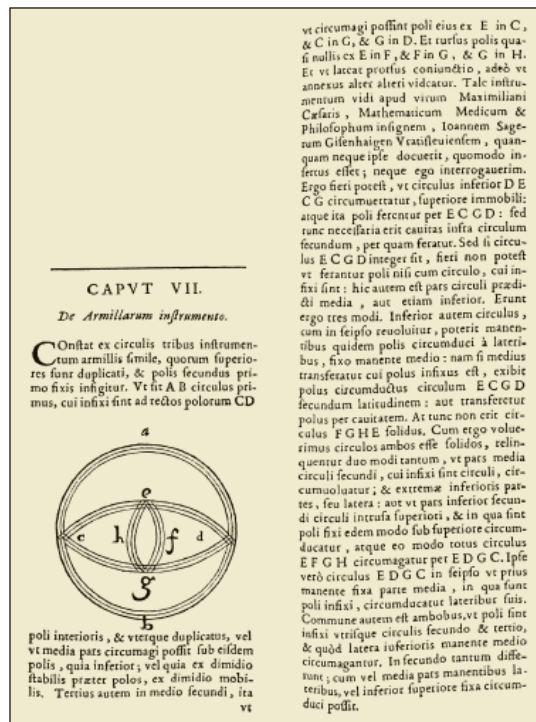 CAPVT VII.
De Armillarum instrumento.
COnstat ex circulis tribus instrumen-
tum armillis simile, quorum superio-
res sunt duplicati, & polis secundus pri-
mo fixis infigitur. Vt sit A B circulus pri-
mus, cui infixi sint ad rectos polorum CD
a
e
c h f d
g
b
poli interioris, & vterque duplicatus, vel
vt media pars circumagi possit sub eisdem
polis, quia inferior; vel quia ex dimidio
stabilis præter polos, ex dimidio mobi-
lis. Tertius autem in medio secundi, ita
vt
vt circumagi possint poli eius ex E in C,
& C in G, & G in D. Et rursus polis qua-
si nullis ex E in F, & F in G, & G in H.
Et vt lateat prorsus coniunctio, adeò vt
annexus alter alteri videatur. Tale instru-
mentum vidi apud virum Maximiliani
Cæsaris, Mathematicum Medicum &
Philosophum insignem, Ioannem Sage-
rum Gisenhaigen Vratisleuiensem, quan-
quam neque ipse docuerit, quomodo in-
sertus esset; neque ego interrogauerim.
Ergo fieri potest, vt circulus inferior D E
C G circumuertatur, superiore immobili:
atque ita poli ferentur per E C G D: sed
tunc necessaria erit cauitas infra circulum
secundum, per quam feratur. Sed si circu-
lus E C G D integer sit, fieri non potest
vt ferantur poli nisi cum circulo, cui in-
fixi sint: hic autem est pars circuli prædi-
cti media, aut etiam inferior. Erunt
ergo tres modi. Inferior autem circulus,
cum in seipso reuoluitur, poterit manen-
tibus quidem polis circumduci à lateri-
bus, fixo manente medio: nam si medius
transferatur cui polus infixus est, exibit
polus circumductus circulum E C G D
secundum latitudinem: aut transferetur
polus per cauitatem. At tunc non erit cir-
culus F G H E solidus. Cum ergo volue-
rimus circulos ambos esse solidos, relin-
quentur duo modi tantum, vt pars media
circuli secundi, cui infixi sint circuli, cir-
cumuoluatur; & extremæ inferioris par-
tes, seu latera: aut vt pars inferior secun-
di circuli intrusa superiori, & in qua sint
poli fixi edem modo sub superiore circum-
ducatur, atque eo modo totus circulus
E F G H circumagatur per E D G C. Ipse
verò circulus E D G C in seipso vt prius
manente fixa parte media, in qua sunt
poli infixi, circumducatur lateribus suis.
Commune autem est ambobus, vt poli sint
infixi vtrisque circulis secundo & tertio,
& quòd latera inferioris manente medio
circumagantur. In secundo tantum diffe-
runt; cum vel media pars manentibus la-
teribus, vel inferior superiore fixa circum-
duci possit.